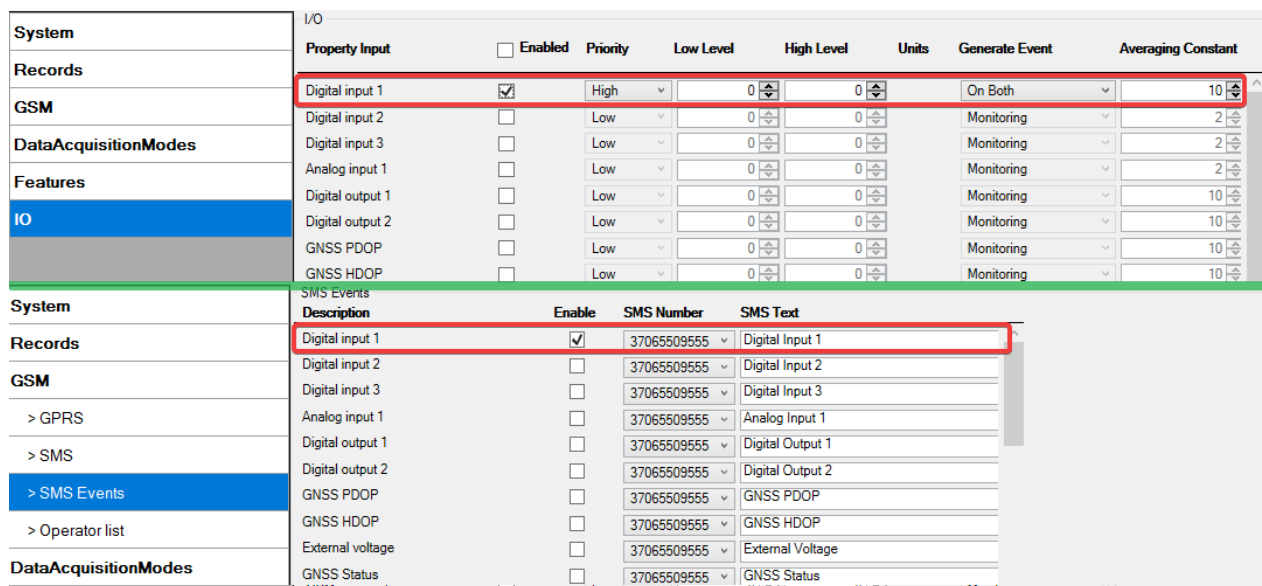 I/O
System
Records
GSM
DataAcquisitionModes
Features
IO
Property Input Enabled Priority Low Level High Level Units Generate Event Averaging Constant
Digital input 1 High 0 0 On Both 10
Digital input 2 Low 0 0 Monitoring 2
Digital input 3 Low 0 0 Monitoring 2
Analog input 1 Low 0 0 Monitoring 2
Digital output 1 Low 0 0 Monitoring 10
Digital output 2 Low 0 0 Monitoring 10
GNSS PDOP Low 0 0 Monitoring 10
GNSS HDOP Low 0 0 Monitoring 10
System
Records
GSM
> GPRS
> SMS
> SMS Events
> Operator list
DataAcquisitionModes
SMS Events
Description Enable SMS Number SMS Text
Digital input 1 37065509555 Digital Input 1
Digital input 2 37065509555 Digital Input 2
Digital input 3 37065509555 Digital Input 3
Analog input 1 37065509555 Analog Input 1
Digital output 1 37065509555 Digital Output 1
Digital output 2 37065509555 Digital Output 2
GNSS PDOP 37065509555 GNSS PDOP
GNSS HDOP 37065509555 GNSS HDOP
External voltage 37065509555 External Voltage
GNSS Status 37065509555 GNSS Status